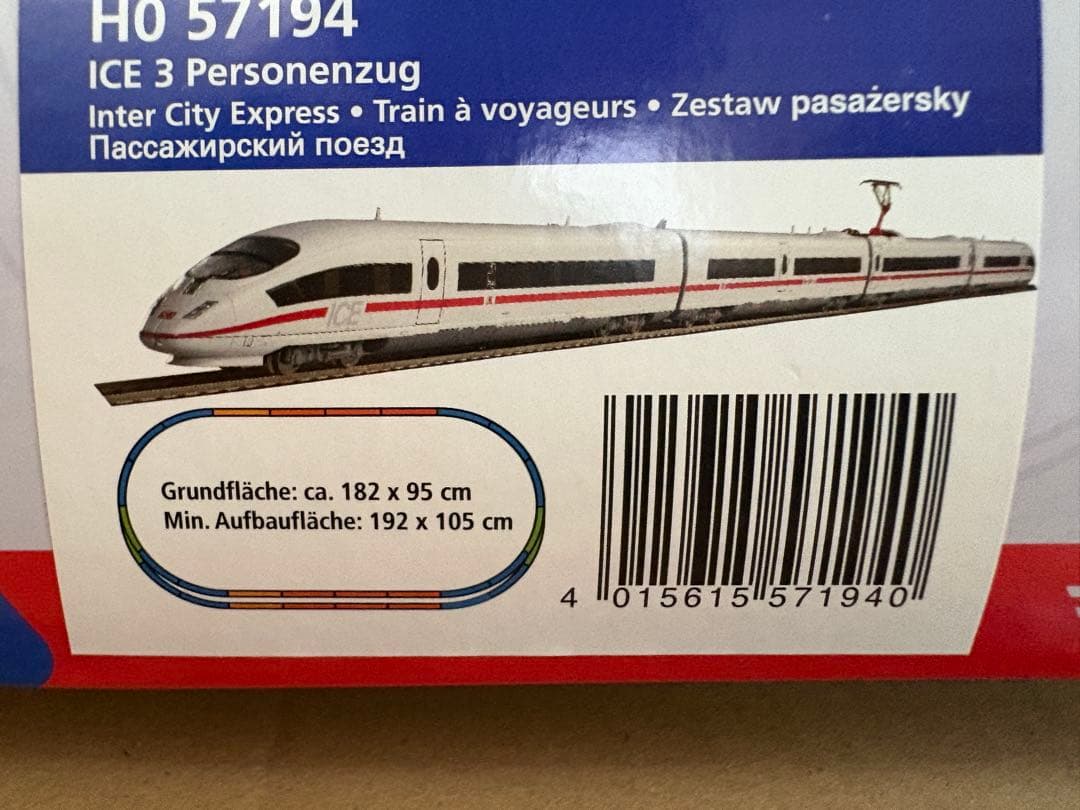 H0 57194
ICE 3 Personenzug
Inter City Express • Train à voyageurs • Zestaw pasażersky
Пассажирский поезд
ICE
Grundfläche: ca. 182 x 95 cm
Min. Aufbaufläche: 192 x 105 cm
4 015615 571940